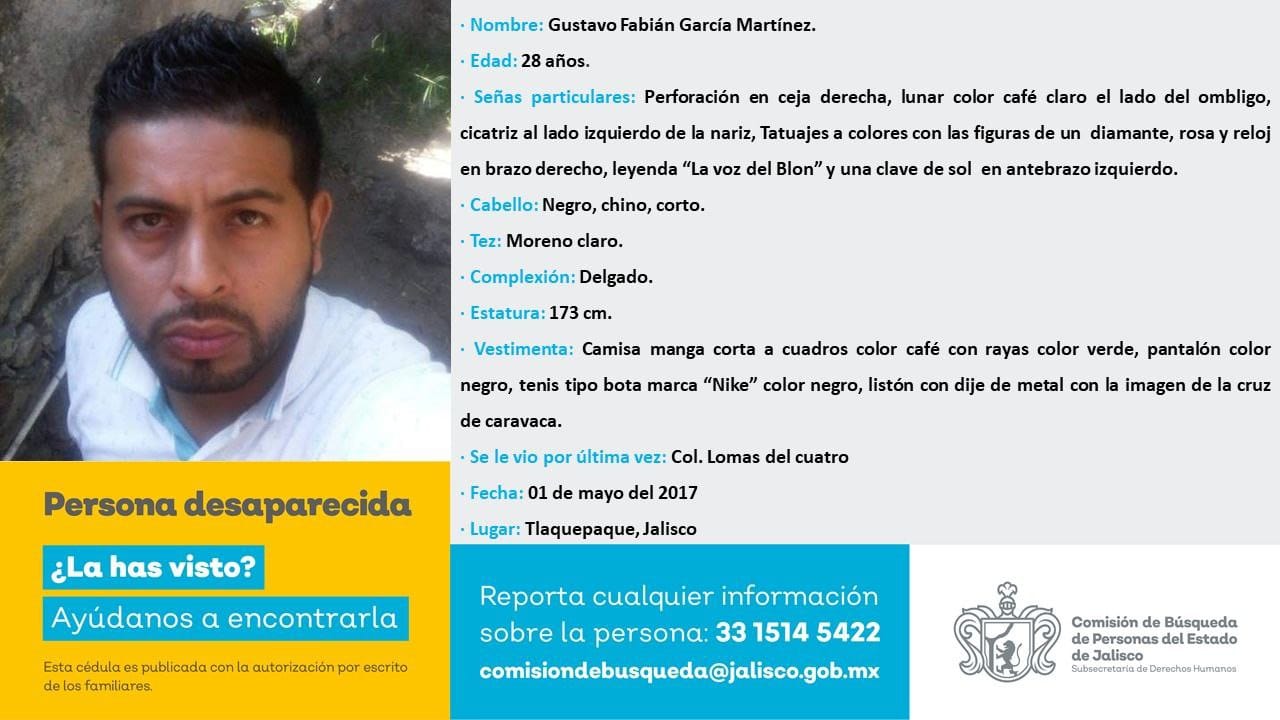 · Nombre: Gustavo Fabián García Martínez.
· Edad: 28 años.
· Señas particulares: Perforación en ceja derecha, lunar color café claro el lado del ombligo,
cicatriz al lado izquierdo de la nariz, Tatuajes a colores con las figuras de un diamante, rosa y reloj
en brazo derecho, leyenda “La voz del Blon” y una clave de sol en antebrazo izquierdo.
· Cabello: Negro, chino, corto.
· Tez: Moreno claro.
· Complexión: Delgado.
· Estatura: 173 cm.
· Vestimenta: Camisa manga corta a cuadros color café con rayas color verde, pantalón color
negro, tenis tipo bota marca “Nike” color negro, listón con dije de metal con la imagen de la cruz
de caravaca.
· Se le vio por última vez: Col. Lomas del cuatro
· Fecha: 01 de mayo del 2017
· Lugar: Tlaquepaque, Jalisco
Persona desaparecida
¿La has visto?
Ayúdanos a encontrarla
Esta cédula es publicada con la autorización por escrito
de los familiares.
Reporta cualquier información
sobre la persona: 33 1514 5422
comisiondebusqueda@jalisco.gob.mx
Comisión de Búsqueda
de Personas del Estado
de Jalisco
Subsecretaría de Derechos Humanos